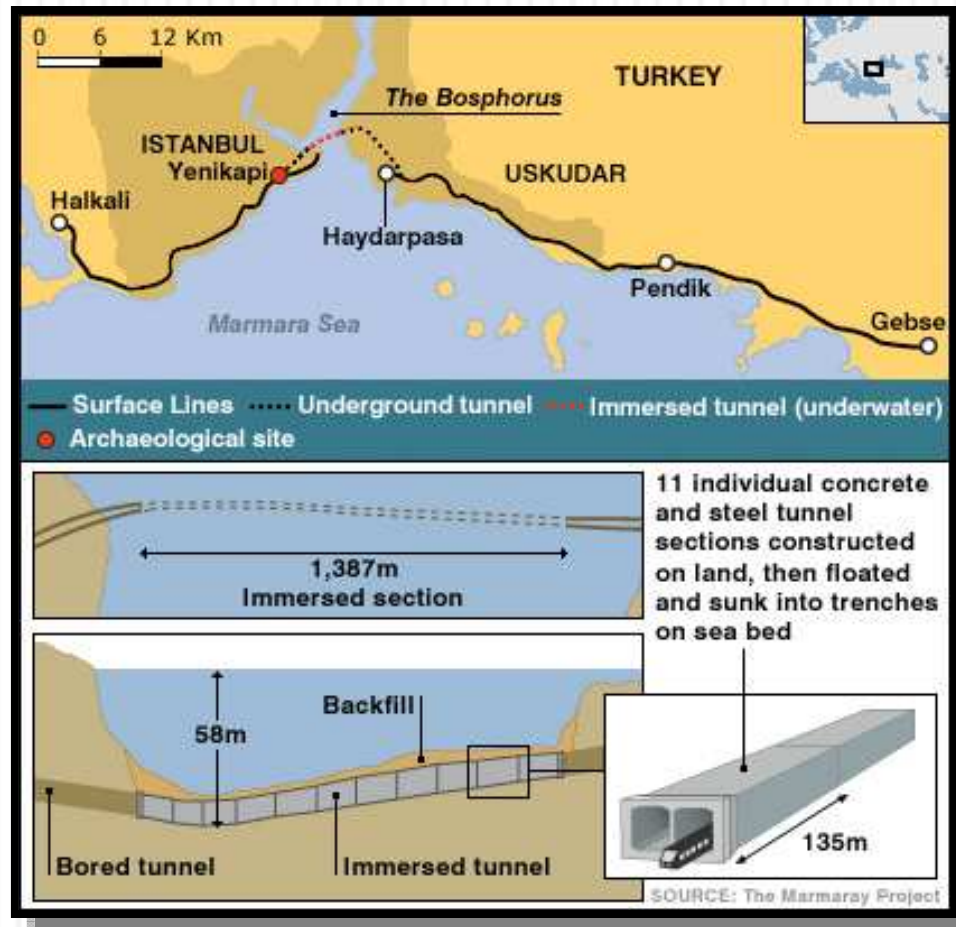 0 6 12 Km
TURKEY
The Bosphorus
ISTANBUL
Yenikapi
USKUDAR
Halkali
Haydarpasa
Pendik
Marmara Sea
Gebse
Surface Lines
Underground tunnel
Immersed tunnel (underwater)
Archaeological site
11 individual concrete
and steel tunnel
sections constructed
on land, then floated
and sunk into trenches
on sea bed
1,387m
Immersed section
Backfill
58m
Bored tunnel
Immersed tunnel
135m
SOURCE: The Marmaray Project